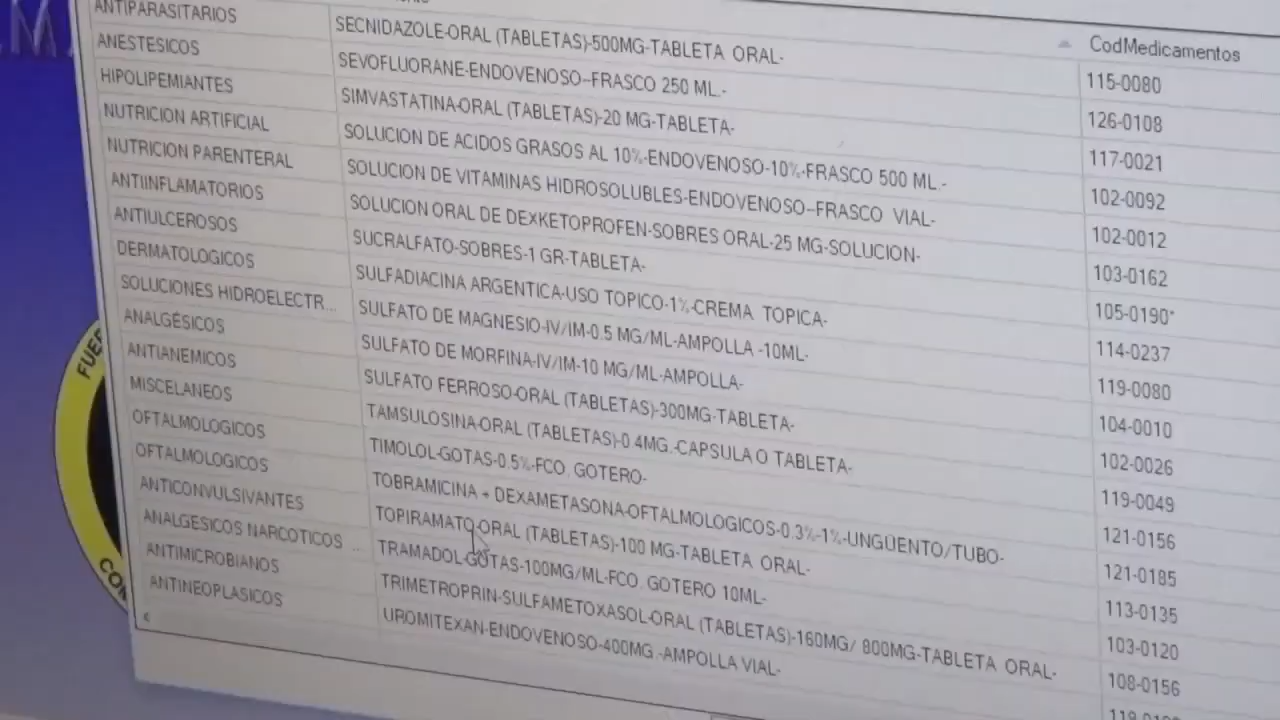 CodMedicamentos
ANTIPARASITARIOS SECNIDAZOLE-ORAL (TABLETAS)-500MG-TABLETA ORAL- 115-0080
ANESTESICOS SEVOFLUORANE-ENDOVENOSO--FRASCO 250 ML.- 126-0108
HIPOLIPEMIANTES SIMVASTATINA-ORAL (TABLETAS)-20 MG-TABLETA- 117-0021
NUTRICION ARTIFICIAL SOLUCION DE ACIDOS GRASOS AL 10%-ENDOVENOSO-10%-FRASCO 500 ML.- 102-0092
NUTRICION PARENTERAL SOLUCION DE VITAMINAS HIDROSOLUBLES-ENDOVENOSO--FRASCO VIAL- 102-0012
ANTIINFLAMATORIOS SOLUCION ORAL DE DEXKETOPROFEN-SOBRES ORAL-25 MG-SOLUCION- 103-0162
ANTIULCEROSOS SUCRALFATO-SOBRES-1 GR-TABLETA- 105-0190*
DERMATOLOGICOS SULFADIACINA ARGENTICA-USO TOPICO-1%-CREMA TOPICA- 114-0237
SOLUCIONES HIDROELECTR... SULFATO DE MAGNESIO-IV/IM-0.5 MG/ML-AMPOLLA -10ML- 119-0080
ANALGÉSICOS SULFATO DE MORFINA-IV/IM-10 MG/ML-AMPOLLA- 104-0010
ANTIANEMICOS SULFATO FERROSO-ORAL (TABLETAS)-300MG-TABLETA- 102-0026
MISCELANEOS TAMSULOSINA-ORAL (TABLETAS)-0.4MG.-CAPSULA O TABLETA- 119-0049
OFTALMOLOGICOS TIMOLOL-GOTAS-0.5%-FCO. GOTERO- 121-0156
OFTALMOLOGICOS TOBRAMICINA + DEXAMETASONA-OFTALMOLOGICOS-0.3%-1%-UNGÜENTO/TUBO- 121-0185
ANTICONVULSIVANTES TOPIRAMATO-ORAL (TABLETAS)-100 MG-TABLETA ORAL- 113-0135
ANALGESICOS NARCOTICOS ... TRAMADOL-GOTAS-100MG/ML-FCO. GOTERO 10ML- 103-0120
ANTIMICROBIANOS TRIMETROPRIN-SULFAMETOXASOL-ORAL (TABLETAS)-160MG/ 800MG-TABLETA ORAL- 108-0156
ANTINEOPLASICOS UROMITEXAN-ENDOVENOSO-400MG.-AMPOLLA VIAL-